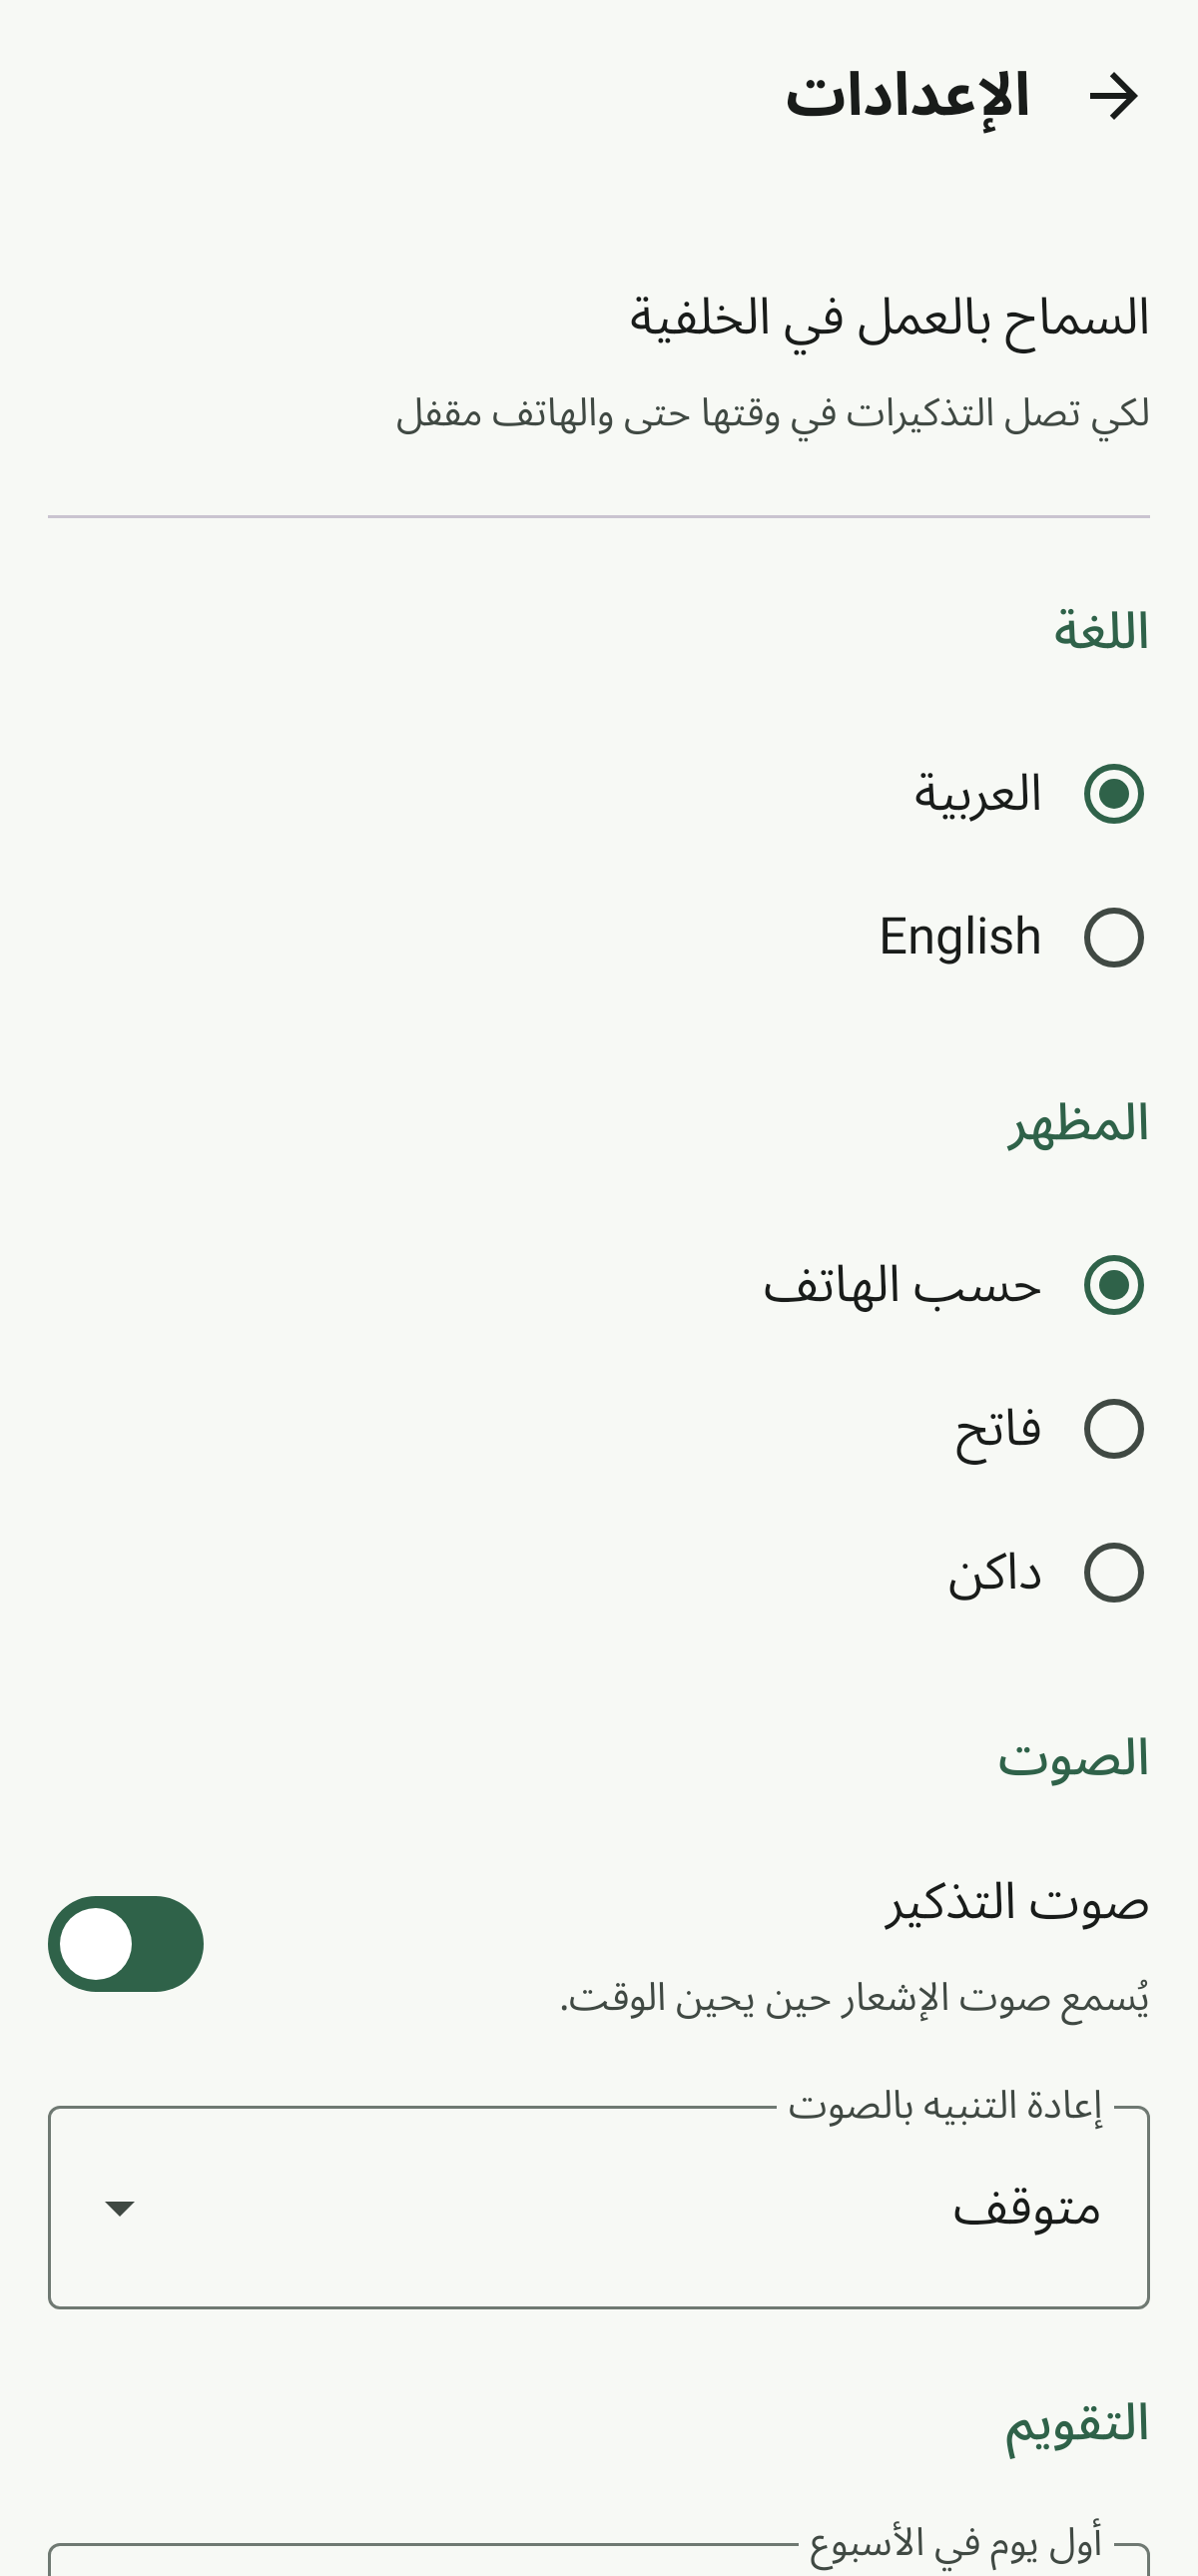 الإعدادات
السماح بالعمل في الخلفية
لكي تصل التذكيرات في وقتها حتى والهاتف مقفل
اللغة
العربية
English
المظهر
حسب الهاتف
فاتح
داكن
الصوت
صوت التذكير
يُسمع صوت الإشعار حين يحين الوقت.
إعادة التنبيه بالصوت
متوقف
التقويم
أول يوم في الأسبوع